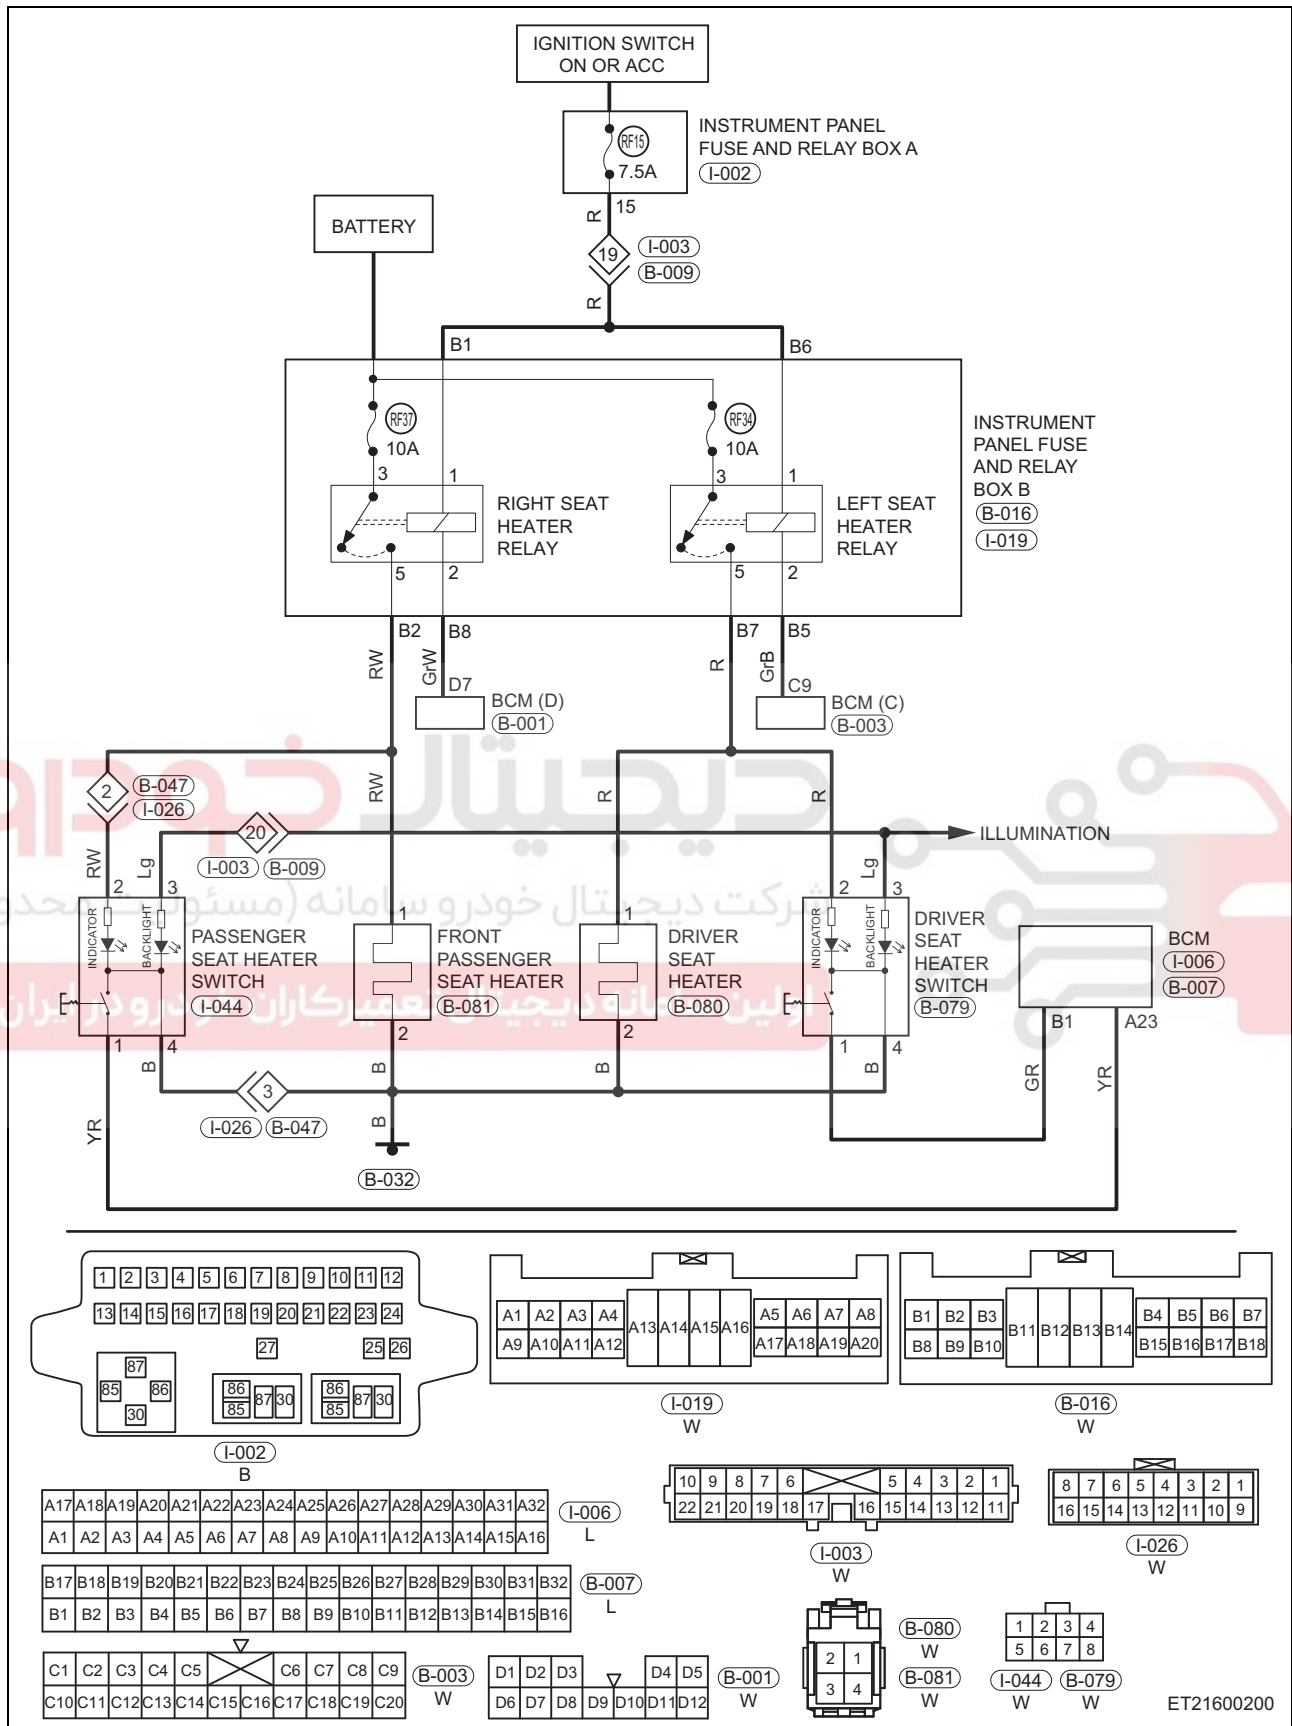 IGNITION SWITCH
ON OR ACC
RF15
7.5A
INSTRUMENT PANEL
FUSE AND RELAY BOX A
I-002
15
R
BATTERY
19
I-003
B-009
R
B1
B6
RF37
10A
RF34
10A
3
1
3
1
INSTRUMENT
PANEL FUSE
AND RELAY
BOX B
B-016
I-019
RIGHT SEAT
HEATER
RELAY
LEFT SEAT
HEATER
RELAY
5
2
5
2
B2
B8
B7
B5
RW
GrW
R
GrB
D7
BCM (D)
B-001
C9
BCM (C)
B-003
دیجیتال خودرو
2
B-047
I-026
RW
R
R
20
I-003
B-009
ILLUMINATION
RW
Lg
Lg
شرکت دیجیتال خودرو سامانه (مسئولیت محدو
2
3
1
1
2
3
INDICATOR
BACKLIGHT
PASSENGER
SEAT HEATER
SWITCH
I-044
FRONT
PASSENGER
SEAT HEATER
B-081
DRIVER
SEAT
HEATER
B-080
INDICATOR
BACKLIGHT
DRIVER
SEAT
HEATER
SWITCH
B-079
BCM
I-006
B-007
اولین سامانه دیجیتال تعمیرکاران خودرو در ایران
1
4
2
2
1
4
B1
A23
B
B
B
B
GR
YR
3
I-026
B-047
YR
B
B-032
1 2 3 4 5 6 7 8 9 10 11 12
13 14 15 16 17 18 19 20 21 22 23 24
27 25 26
87
85 86
30
86 85 87 30
86 85 87 30
I-002
B
A1 A2 A3 A4 A13 A14 A15 A16 A5 A6 A7 A8
A9 A10 A11 A12 A17 A18 A19 A20
I-019
W
B1 B2 B3 B11 B12 B13 B14 B4 B5 B6 B7
B8 B9 B10 B15 B16 B17 B18
B-016
W
A17 A18 A19 A20 A21 A22 A23 A24 A25 A26 A27 A28 A29 A30 A31 A32
A1 A2 A3 A4 A5 A6 A7 A8 A9 A10 A11 A12 A13 A14 A15 A16
I-006
L
10 9 8 7 6 5 4 3 2 1
22 21 20 19 18 17 16 15 14 13 12 11
I-003
W
8 7 6 5 4 3 2 1
16 15 14 13 12 11 10 9
I-026
W
B17 B18 B19 B20 B21 B22 B23 B24 B25 B26 B27 B28 B29 B30 B31 B32
B1 B2 B3 B4 B5 B6 B7 B8 B9 B10 B11 B12 B13 B14 B15 B16
B-007
L
C1 C2 C3 C4 C5 C6 C7 C8 C9
C10 C11 C12 C13 C14 C15 C16 C17 C18 C19 C20
B-003
W
D1 D2 D3 D4 D5
D6 D7 D8 D9 D10 D11 D12
B-001
W
2 1
3 4
B-080
W
B-081
W
1 2 3 4
5 6 7 8
I-044
W
B-079
W
ET21600200